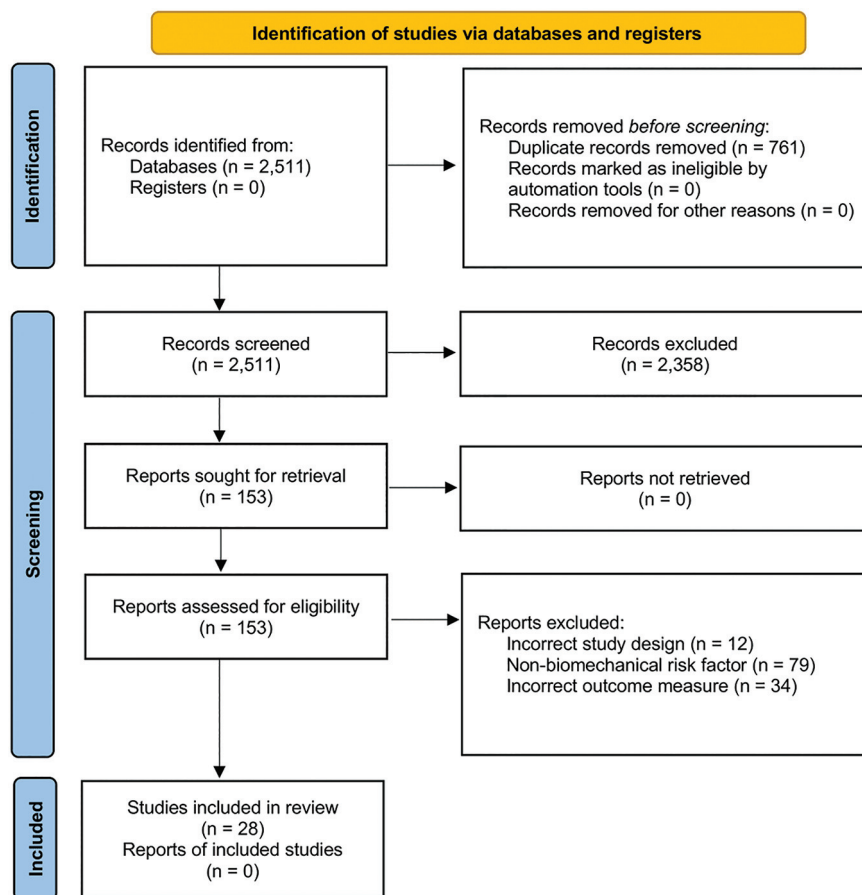 Identification of studies via databases and registers
Identification
Records identified from:
Databases (n = 2,511)
Registers (n = 0)
Records removed before screening:
Duplicate records removed (n = 761)
Records marked as ineligible by
automation tools (n = 0)
Records removed for other reasons (n = 0)
Screening
Records screened
(n = 2,511)
Records excluded
(n = 2,358)
Reports sought for retrieval
(n = 153)
Reports not retrieved
(n = 0)
Reports assessed for eligibility
(n = 153)
Reports excluded:
Incorrect study design (n = 12)
Non-biomechanical risk factor (n = 79)
Incorrect outcome measure (n = 34)
Included
Studies included in review
(n = 28)
Reports of included studies
(n = 0)